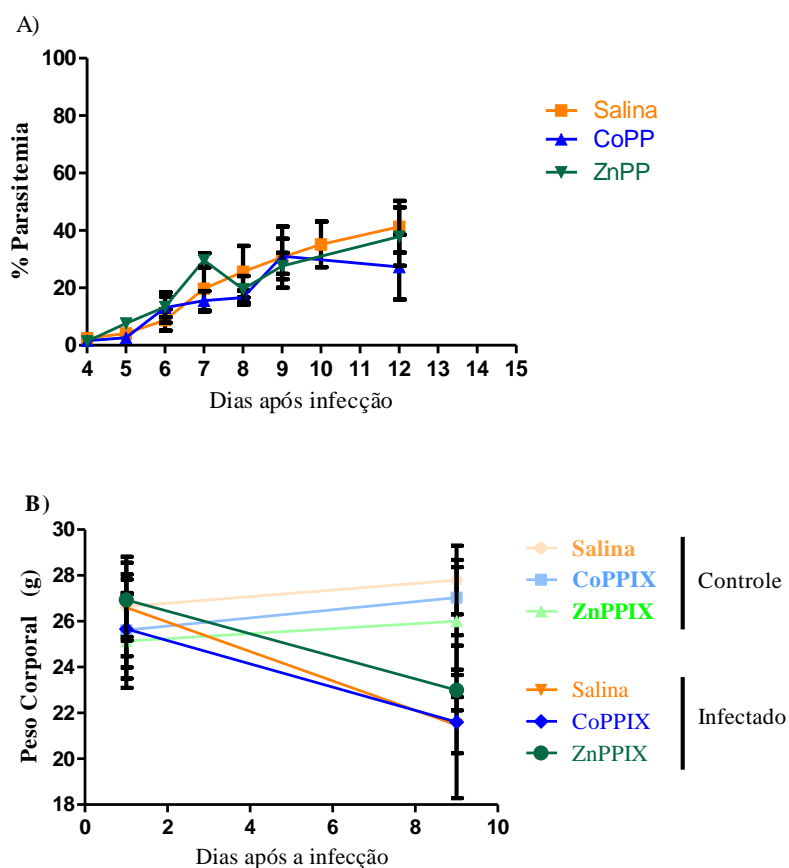 A)
100
80
60
40
20
0
% Parasitemia
4 5 6 7 8 9 10 11 12 13 14 15
Dias após infecção
Salina
CoPP
ZnPP
B)
30
28
26
24
22
20
18
Peso Corporal (g)
0 2 4 6 8 10
Dias após a infecção
Salina
CoPPIX
ZnPPIX
Controle
Salina
CoPPIX
ZnPPIX
Infectado